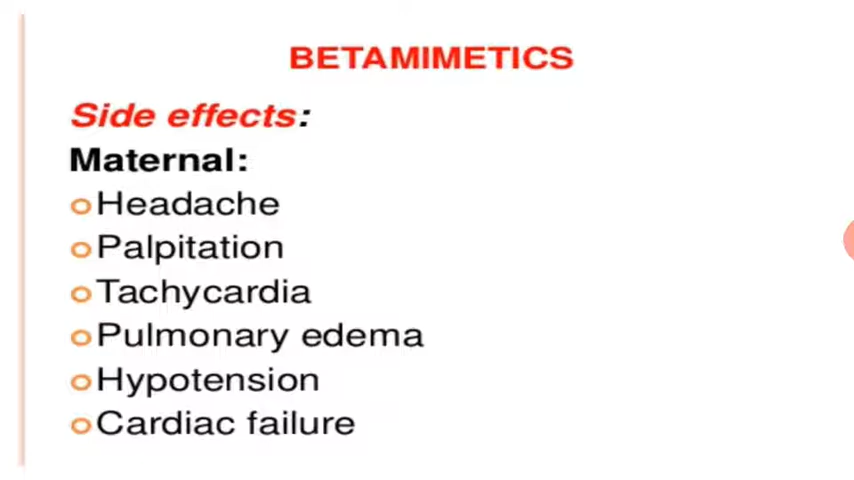 BETAMIMETICS
Side effects:
Maternal:
Headache
Palpitation
Tachycardia
Pulmonary edema
Hypotension
Cardiac failure